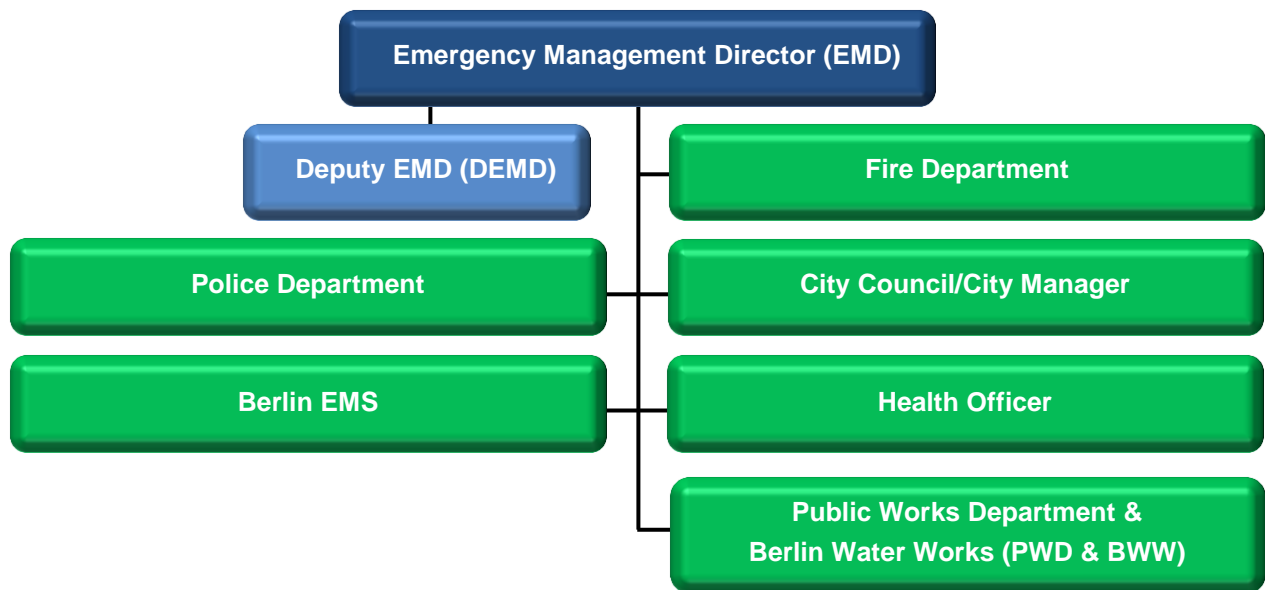 Emergency Management Director (EMD)
Deputy EMD (DEMD)
Fire Department
Police Department
City Council/City Manager
Berlin EMS
Health Officer
Public Works Department &
Berlin Water Works (PWD & BWW)